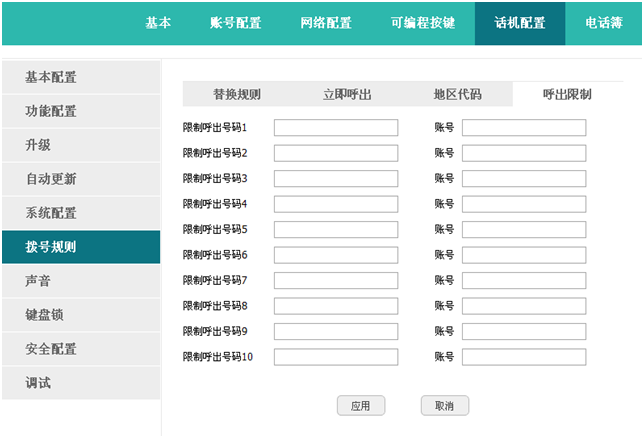 基本 账号配置 网络配置 可编程按键 话机配置 电话簿
基本配置
功能配置
升级
自动更新
系统配置
拨号规则
声音
键盘锁
安全配置
调试
替换规则 立即呼出 地区代码 呼出限制
限制呼出号码1 账号
限制呼出号码2 账号
限制呼出号码3 账号
限制呼出号码4 账号
限制呼出号码5 账号
限制呼出号码6 账号
限制呼出号码7 账号
限制呼出号码8 账号
限制呼出号码9 账号
限制呼出号码10 账号
应用 取消